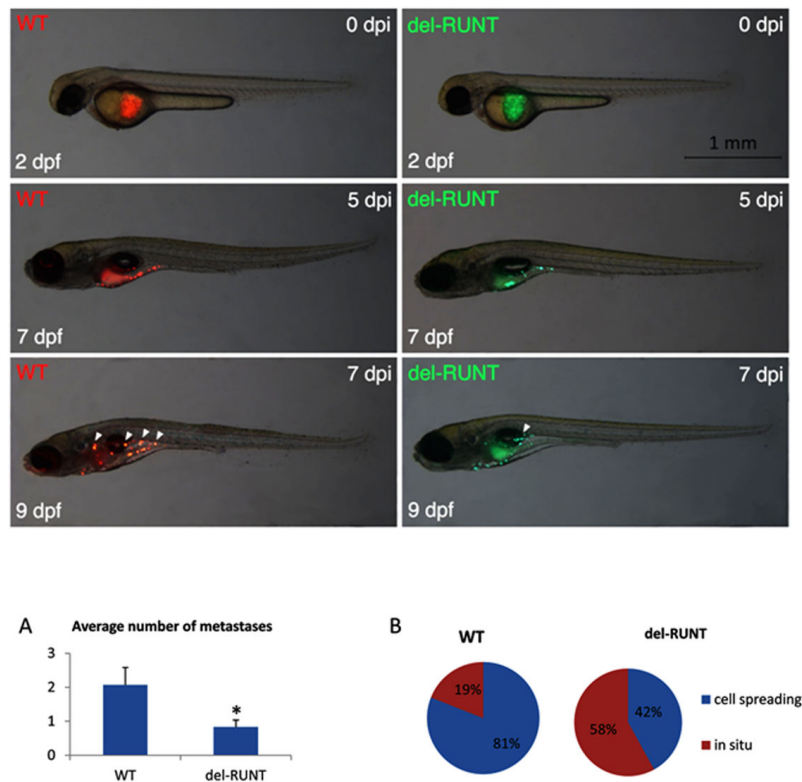 WT
0 dpi
2 dpf
del-RUNT
0 dpi
1 mm
2 dpf
WT
5 dpi
7 dpf
del-RUNT
5 dpi
7 dpf
WT
7 dpi
9 dpf
del-RUNT
7 dpi
9 dpf
A
Average number of metastases
3
2
1
0
*
WT
del-RUNT
B
WT
19%
81%
del-RUNT
42%
58%
cell spreading
in situ